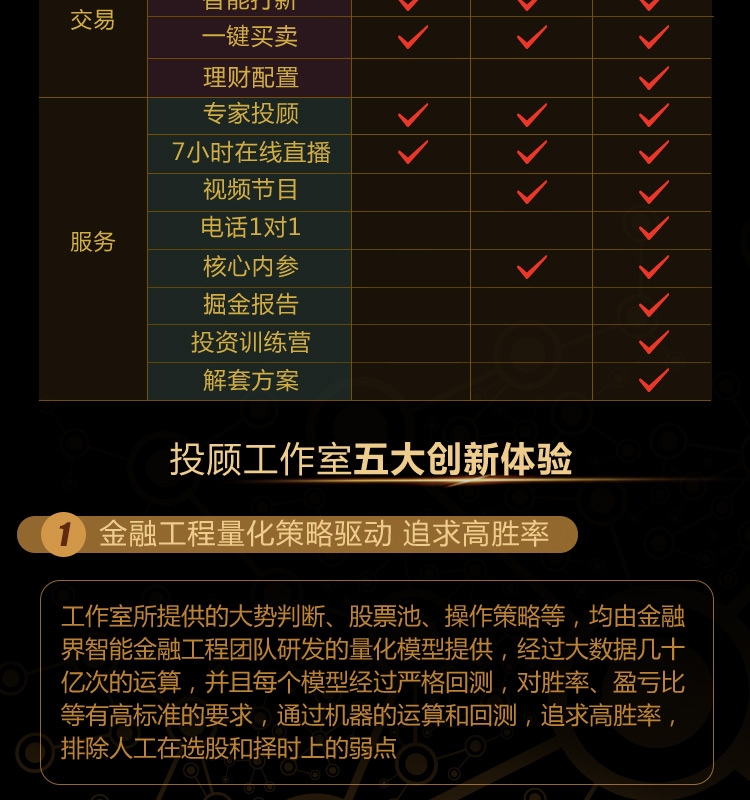 智能打新 ✓ ✓ ✓
交易
一键买卖 ✓ ✓ ✓
理财配置 ✓
专家投顾 ✓ ✓ ✓
7小时在线直播 ✓ ✓ ✓
视频节目 ✓ ✓
电话1对1 ✓
服务
核心内参 ✓ ✓
掘金报告 ✓
投资训练营 ✓
解套方案 ✓
投顾工作室五大创新体验
1 金融工程量化策略驱动 追求高胜率
工作室所提供的大势判断、股票池、操作策略等，均由金融
界智能金融工程团队研发的量化模型提供，经过大数据几十
亿次的运算，并且每个模型经过严格回测，对胜率、盈亏比
等有高标准的要求，通过机器的运算和回测，追求高胜率，
排除人工在选股和择时上的弱点